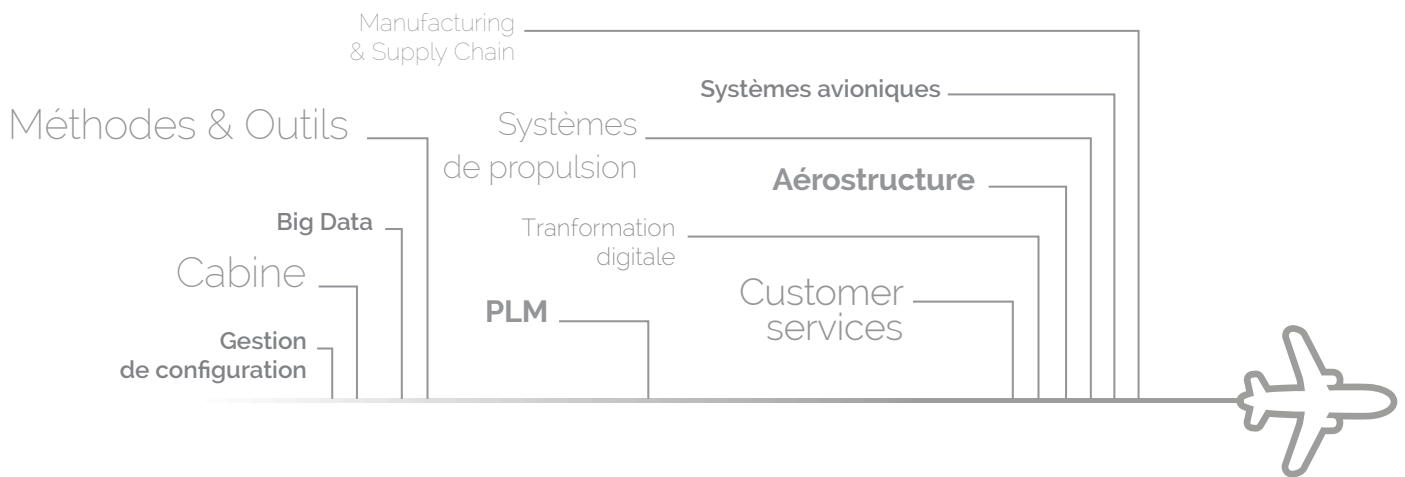 Manufacturing
& Supply Chain
Systèmes avioniques
Méthodes & Outils
Systèmes
de propulsion
Aérostructure
Big Data
Tranformation
digitale
Cabine
Customer
services
PLM
Gestion
de configuration